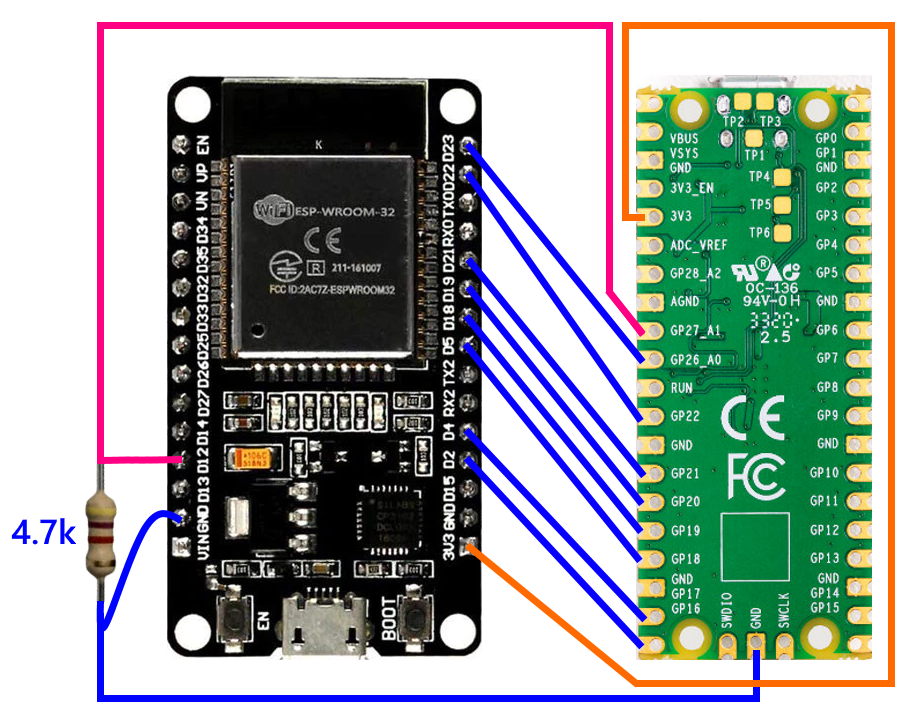 4.7k
EN
VP
VN
D34
D35
D32
D33
D25
D26
D27
D14
D12
D13
GND
VIN
K
WiFi
ESP-WROOM-32
CE
R
211-161007
FCC ID:2AC7Z-ESPWROOM32
D23
D22
TX0
RX0
D21
D19
D18
D5
TX2
RX2
D4
D2
D15
GND
3V3
EN
BOOT
VBUS
VSYS
GND
3V3_EN
3V3
ADC_VREF
GP28_A2
AGND
GP27_A1
GP26_A0
RUN
GP22
GND
GP21
GP20
GP19
GP18
GND
GP17
GP16
TP2
TP3
TP1
TP4
TP5
TP6
OC-136
94V-0H
3320
2.5
CE
FC
SWDIO
GND
SWCLK
GP0
GP1
GND
GP2
GP3
GP4
GP5
GND
GP6
GP7
GP8
GP9
GND
GP10
GP11
GP12
GP13
GND
GP14
GP15